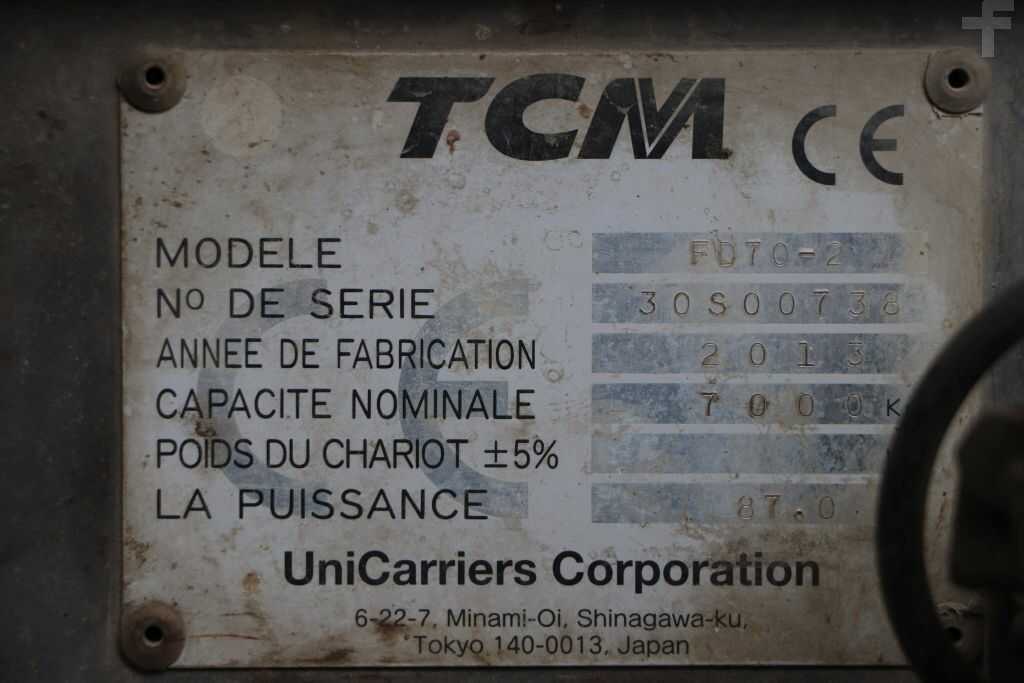 TCM CE
MODELE FD70-2
Nº DE SERIE 30S00738
ANNEE DE FABRICATION 2013
CAPACITE NOMINALE 7000 K
POIDS DU CHARIOT ±5%
LA PUISSANCE 87.0
UniCarriers Corporation
6-22-7, Minami-Oi, Shinagawa-ku,
Tokyo 140-0013, Japan